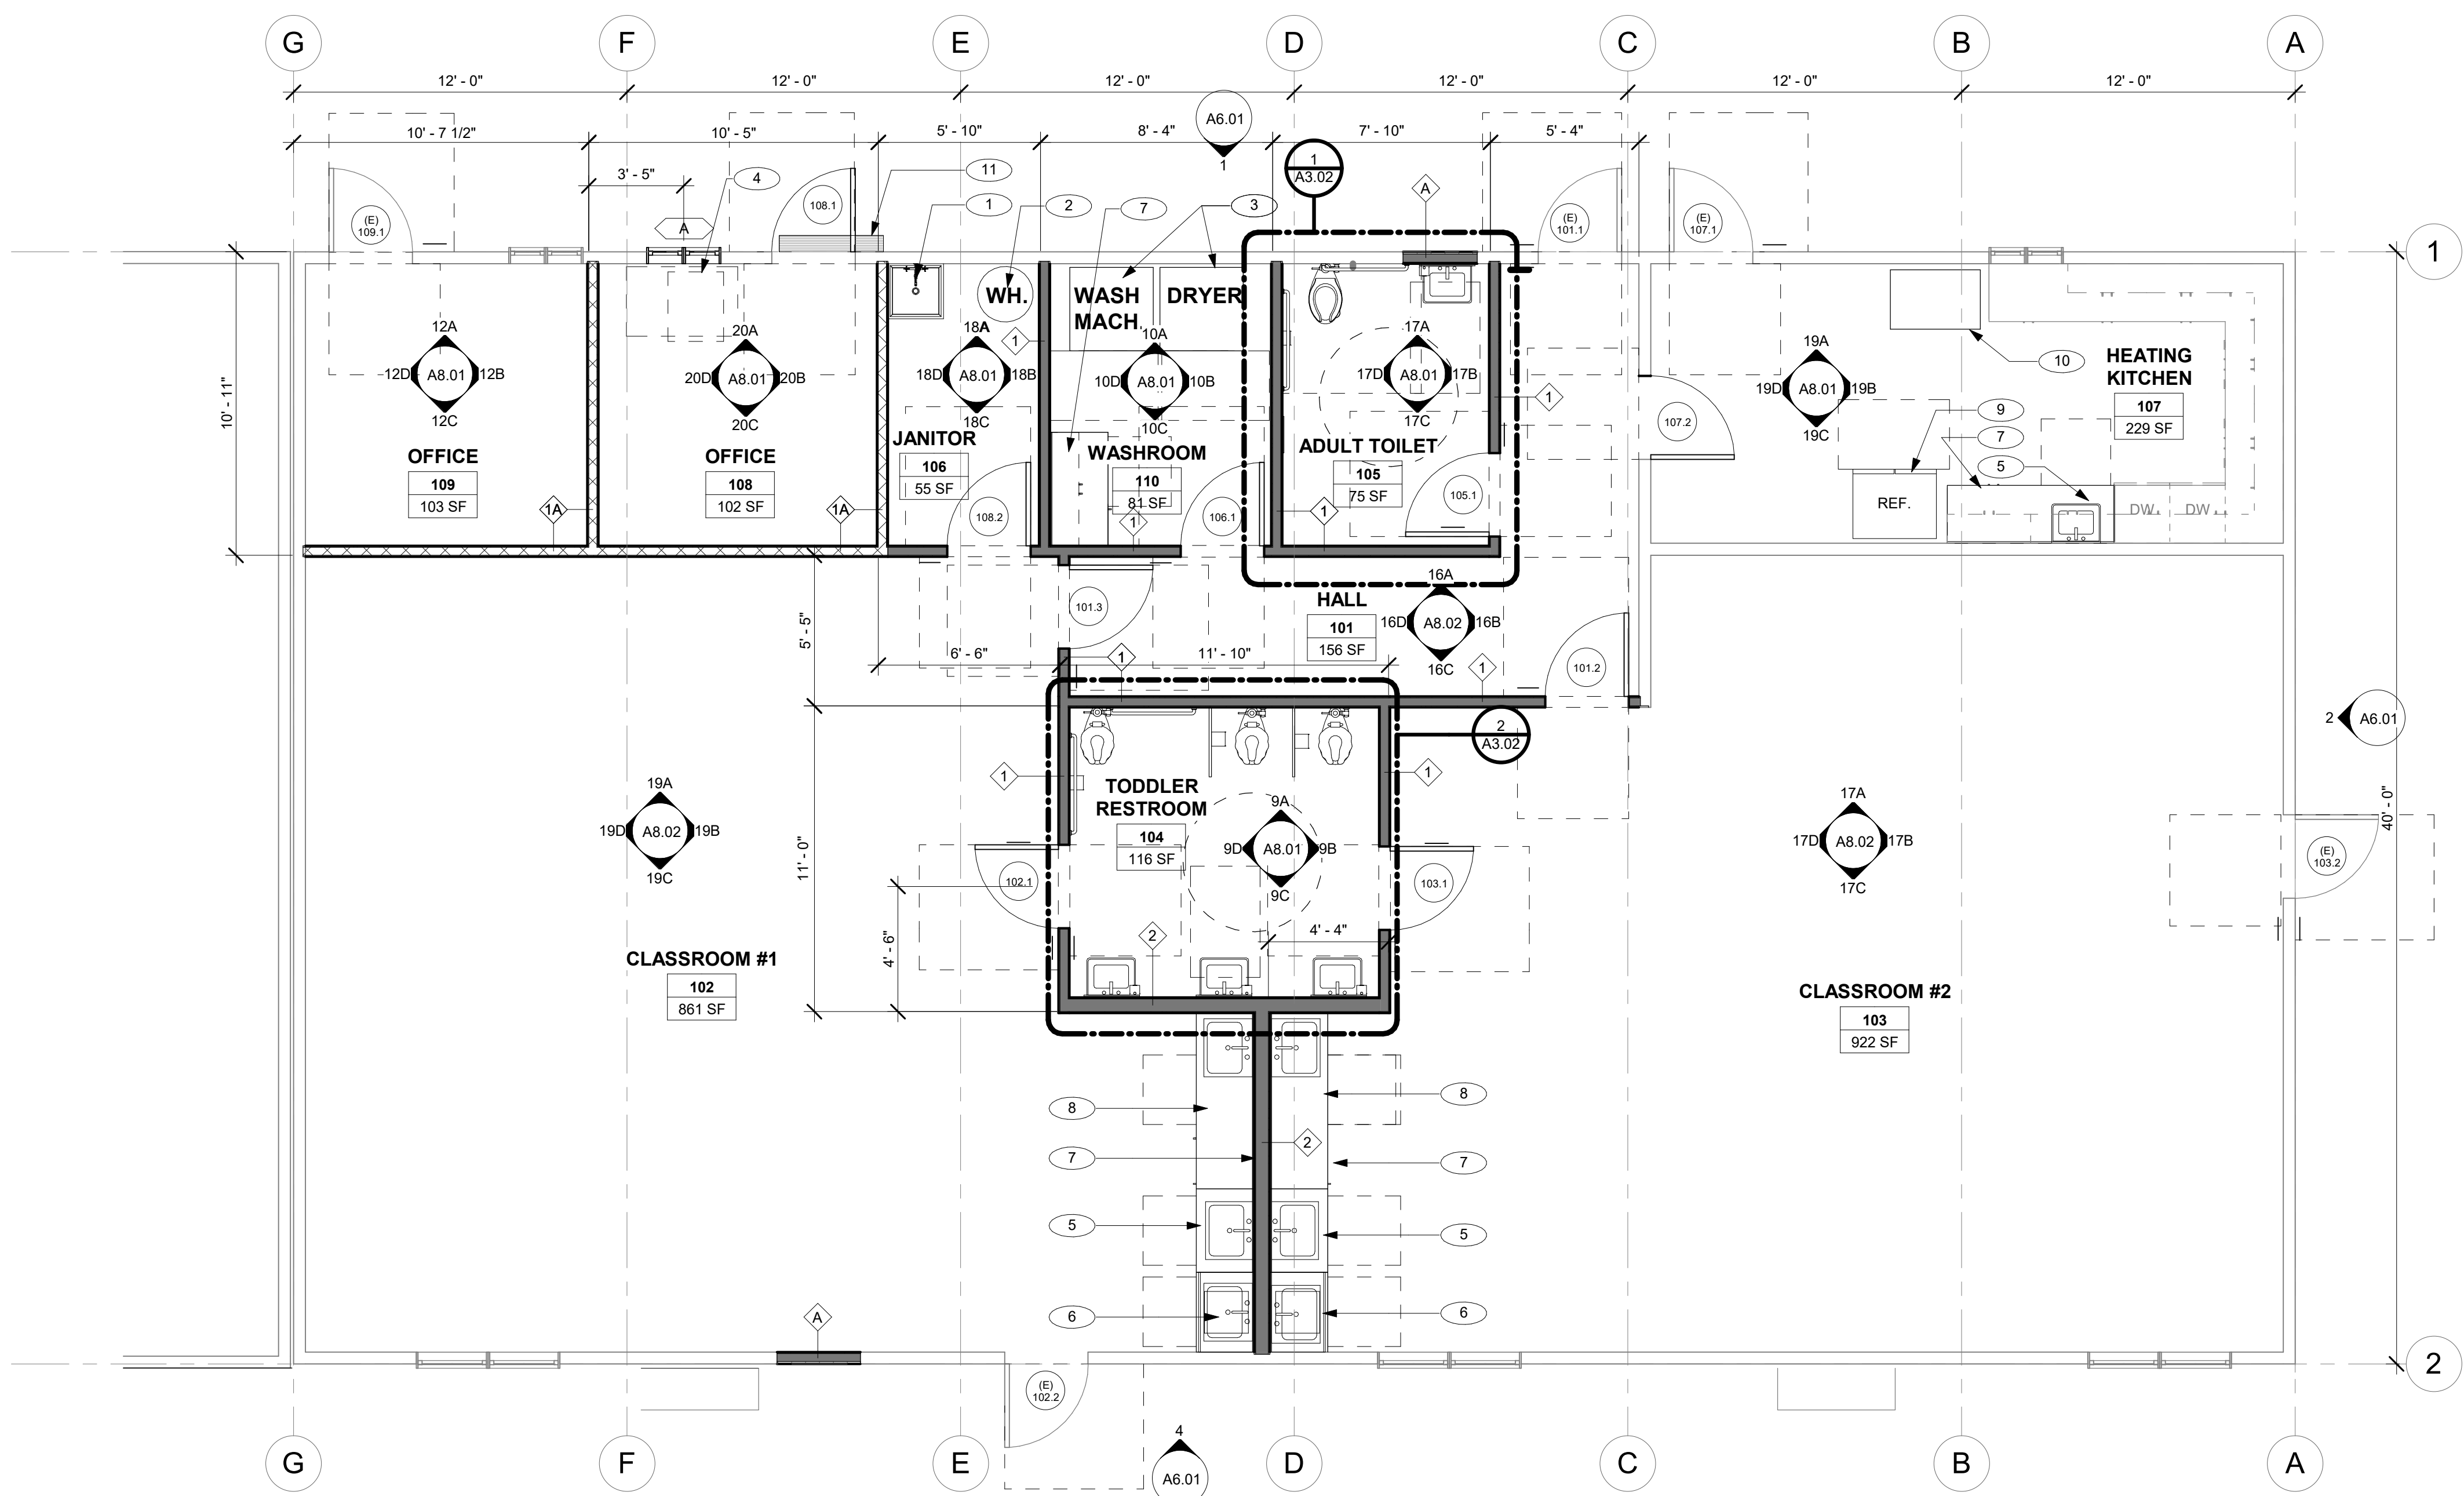 G F E D C B A
12' - 0" 12' - 0" 12' - 0" 12' - 0" 12' - 0" 12' - 0"
10' - 7 1/2" 10' - 5" 5' - 10" 8' - 4" 7' - 10" 5' - 4"
A6.01
1
1
A3.02
3' - 5"
4
11
1
2
7
3
A
A
(E)
109.1
108.1
(E)
101.1
(E)
107.1
1
10' - 11"
WH.
WASH
MACH.
DRYER
12A
12D A8.01 12B
12C
20A
20D A8.01 20B
20C
18A
18D A8.01 18B
18C
1
10A
10D A8.01 10B
10C
17A
17D A8.01 17B
17C
1
19A
19D A8.01 19B
19C
10
HEATING
KITCHEN
107
229 SF
107.2
9
7
5
REF.
DW DW
OFFICE
109
103 SF
1A
OFFICE
108
102 SF
1A
JANITOR
106
55 SF
108.2
WASHROOM
110
81 SF
1
106.1
ADULT TOILET
105
75 SF
1
105.1
101.3
HALL
101
156 SF
16A
16D A8.02 16B
16C
101.2
5' - 5"
6' - 6"
1
11' - 10"
1
2
A3.02
2
A6.01
1
TODDLER
RESTROOM
104
116 SF
9A
9D A8.01 9B
9C
1
102.1
103.1
2
4' - 4"
11' - 0"
4' - 6"
19A
19D A8.02 19B
19C
CLASSROOM #1
102
861 SF
17A
17D A8.02 17B
17C
CLASSROOM #2
103
922 SF
(E)
103.2
40' - 0"
8
8
2
7
7
5
5
6
6
A
(E)
102.2
2
4
A6.01
G F E D C B A